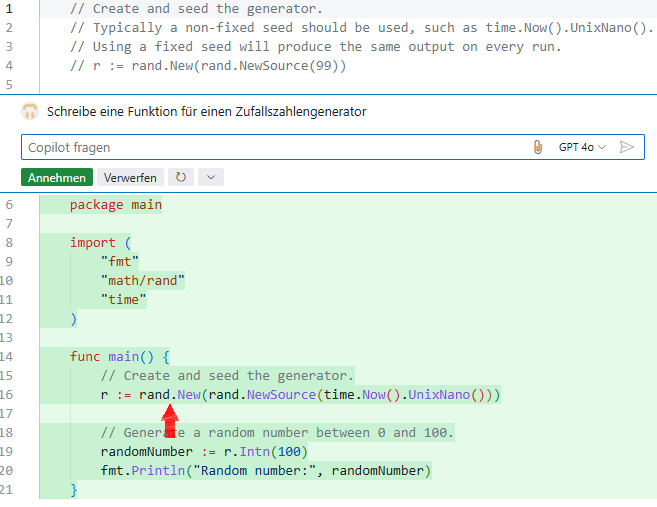 1 // Create and seed the generator.
2 // Typically a non-fixed seed should be used, such as time.Now().UnixNano().
3 // Using a fixed seed will produce the same output on every run.
4 // r := rand.New(rand.NewSource(99))
5
Schreibe eine Funktion für einen Zufallszahlengenerator
Copilot fragen GPT 4o
Annehmen Verwerfen
6 package main
7
8 import (
9 "fmt"
10 "math/rand"
11 "time"
12 )
13
14 func main() {
15 // Create and seed the generator.
16 r := rand.New(rand.NewSource(time.Now().UnixNano()))
17
18 // Generate a random number between 0 and 100.
19 randomNumber := r.Intn(100)
20 fmt.Println("Random number:", randomNumber)
21 }